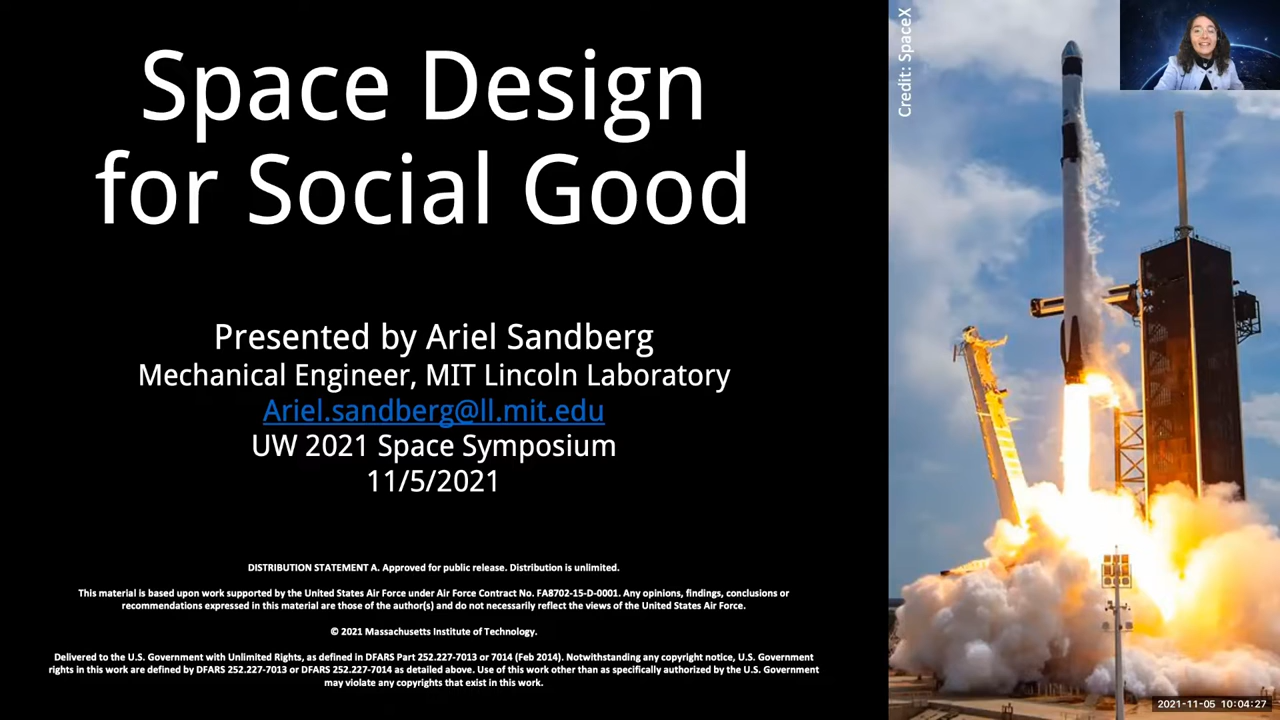 Space Design
for Social Good
Presented by Ariel Sandberg
Mechanical Engineer, MIT Lincoln Laboratory
Ariel.sandberg@ll.mit.edu
UW 2021 Space Symposium
11/5/2021
DISTRIBUTION STATEMENT A. Approved for public release. Distribution is unlimited.
This material is based upon work supported by the United States Air Force under Air Force Contract No. FA8702-15-D-0001. Any opinions, findings, conclusions or
recommendations expressed in this material are those of the author(s) and do not necessarily reflect the views of the United States Air Force.
© 2021 Massachusetts Institute of Technology.
Delivered to the U.S. Government with Unlimited Rights, as defined in DFARS Part 252.227-7013 or 7014 (Feb 2014). Notwithstanding any copyright notice, U.S. Government
rights in this work are defined by DFARS 252.227-7013 or DFARS 252.227-7014 as detailed above. Use of this work other than as specifically authorized by the U.S. Government
may violate any copyrights that exist in this work.
Credit: SpaceX
2021-11-05 10:04:27